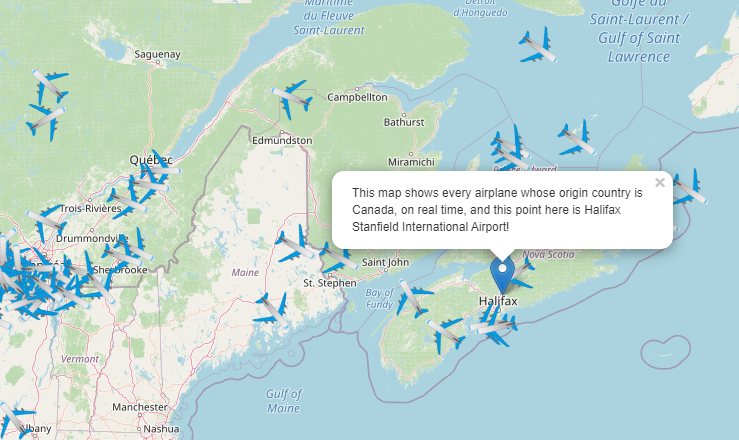 Maritime
du Fleuve
Saint-Laurent
Détroit
d'Honguedo
Golfe du
Saint-Laurent /
Gulf of Saint
Lawrence
Saguenay
Campbellton
Bathurst
Edmundston
Miramichi
Québec
This map shows every airplane whose origin country is
Canada, on real time, and this point here is Halifax
Stanfield International Airport!
×
Trois-Rivières
Drummondville
Sherbrooke
Maine
Saint John
St. Stephen
Nova Scotia
Bay of
Fundy
Halifax
Vermont
Gulf of
Maine
Manchester
Nashua